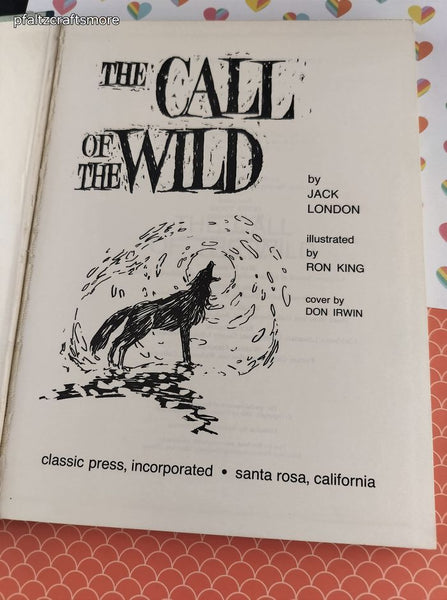 pfaltzcraftsmore
THE CALL
OF THE WILD
by
JACK
LONDON
illustrated
by
RON KING
cover by
DON IRWIN
classic press, incorporated • santa rosa, california